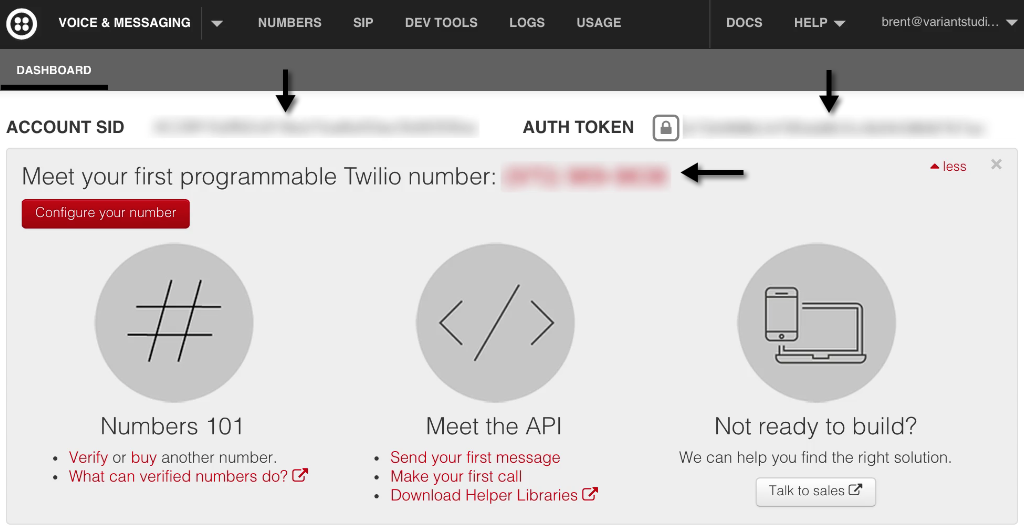 VOICE & MESSAGING NUMBERS SIP DEV TOOLS LOGS USAGE DOCS HELP brent@variantstudi...
DASHBOARD
ACCOUNT SID AUTH TOKEN
Meet your first programmable Twilio number: less
Configure your number
Numbers 101 Meet the API Not ready to build?
Verify or buy another number. Send your first message We can help you find the right solution.
What can verified numbers do? Make your first call
Download Helper Libraries Talk to sales